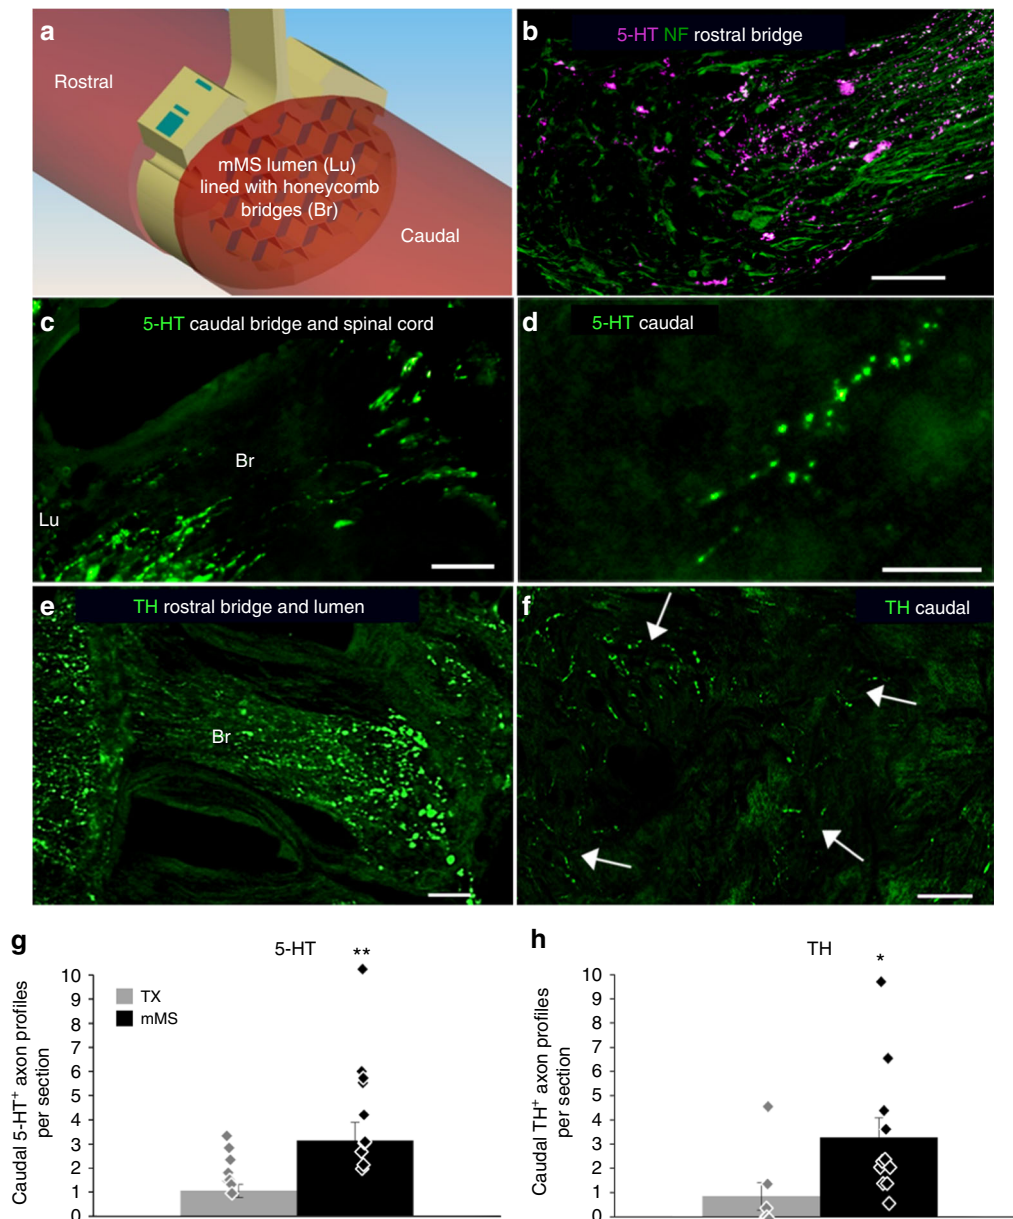 a
Rostral
mMS lumen (Lu)
lined with honeycomb
bridges (Br)
Caudal
b
5-HT NF rostral bridge
c
5-HT caudal bridge and spinal cord
Br
Lu
d
5-HT caudal
e
TH rostral bridge and lumen
Br
f
TH caudal
g
5-HT
**
Caudal 5-HT+ axon profiles
per section
10
9
8
7
6
5
4
3
2
1
0
TX
mMS
h
TH
*
Caudal TH+ axon profiles
per section
10
9
8
7
6
5
4
3
2
1
0